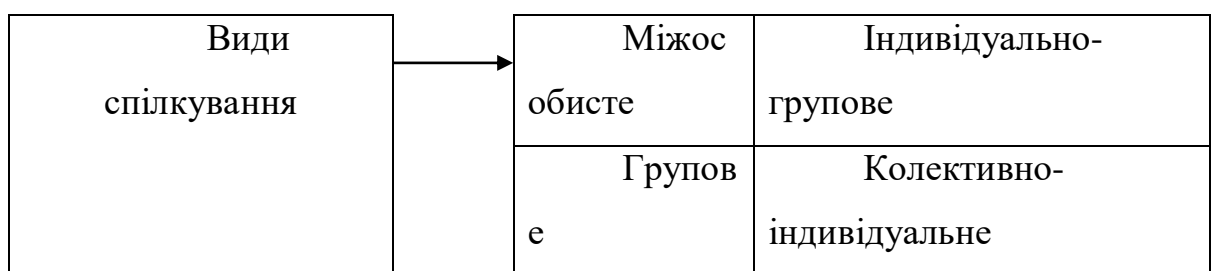 Види
спілкування
Міжос
обисте
Індивідуально-
групове
Групов
е
Колективно-
індивідуальне